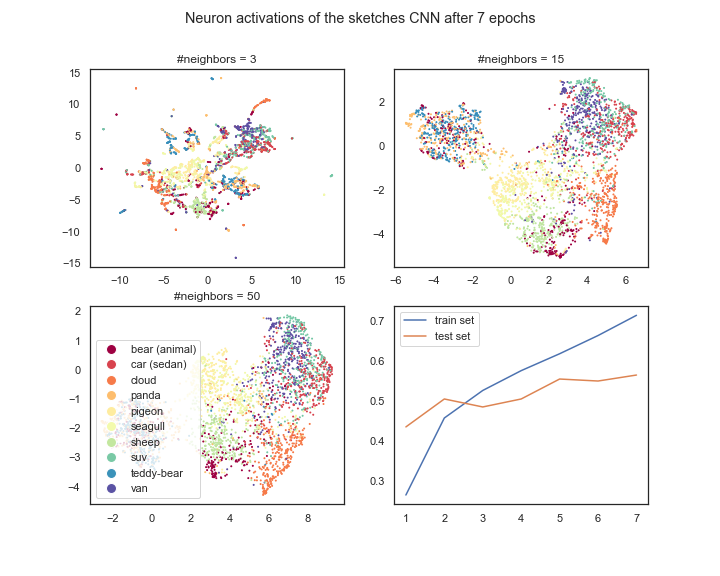 Neuron activations of the sketches CNN after 7 epochs
#neighbors = 3
15
10
5
0
−5
−10
−15
−10 −5 0 5 10 15
#neighbors = 15
2
0
−2
−4
−6 −4 −2 0 2 4 6
#neighbors = 50
2
1
0
−1
−2
−3
−4
−2 0 2 4 6 8
bear (animal)
car (sedan)
cloud
panda
pigeon
seagull
sheep
suv
teddy-bear
van
train set
test set
0.7
0.6
0.5
0.4
0.3
1 2 3 4 5 6 7